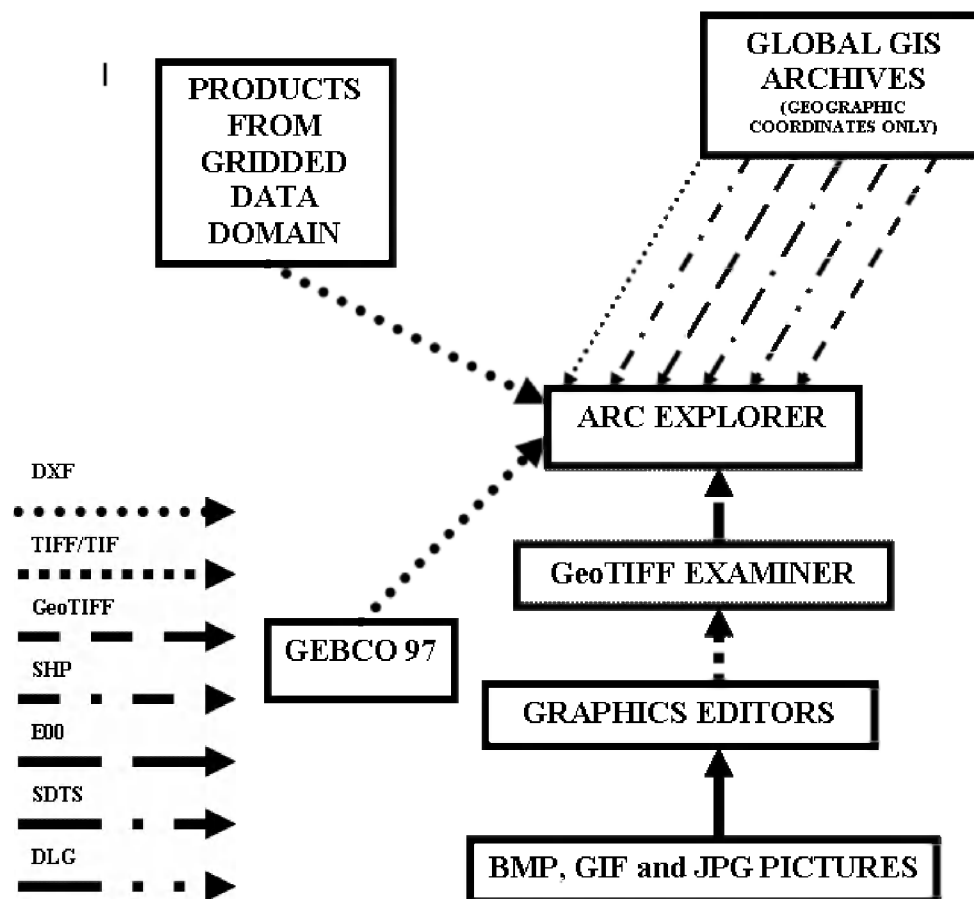 PRODUCTS
FROM
GRIDDED
DATA
DOMAIN
GLOBAL GIS
ARCHIVES
(GEOGRAPHIC
COORDINATES ONLY)
ARC EXPLORER
DXF
TIFF/TIF
GeoTIFF
SHP
E00
SDTS
DLG
GeoTIFF EXAMINER
GEBCO 97
GRAPHICS EDITORS
BMP, GIF and JPG PICTURES